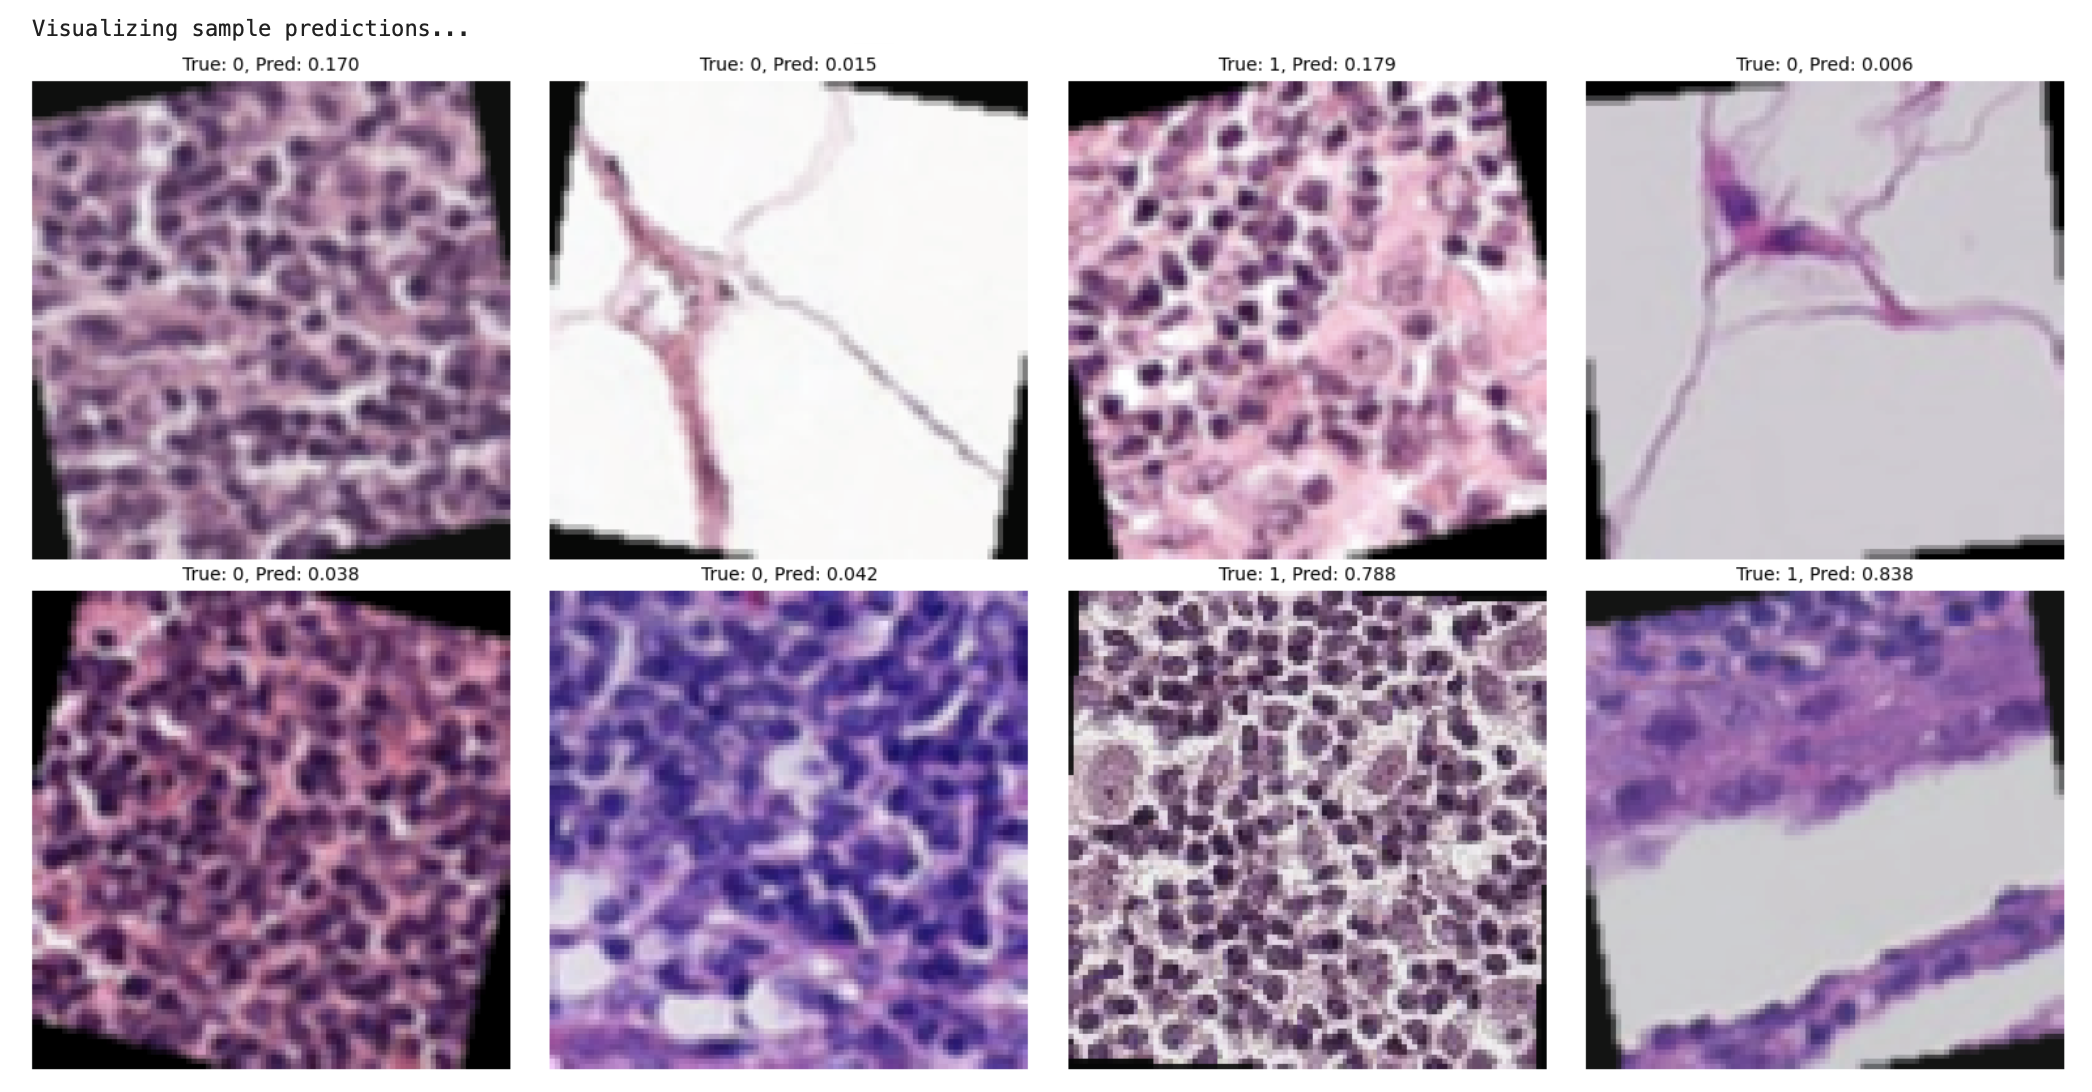 Visualizing sample predictions...
True: 0, Pred: 0.170
True: 0, Pred: 0.015
True: 1, Pred: 0.179
True: 0, Pred: 0.006
True: 0, Pred: 0.038
True: 0, Pred: 0.042
True: 1, Pred: 0.788
True: 1, Pred: 0.838